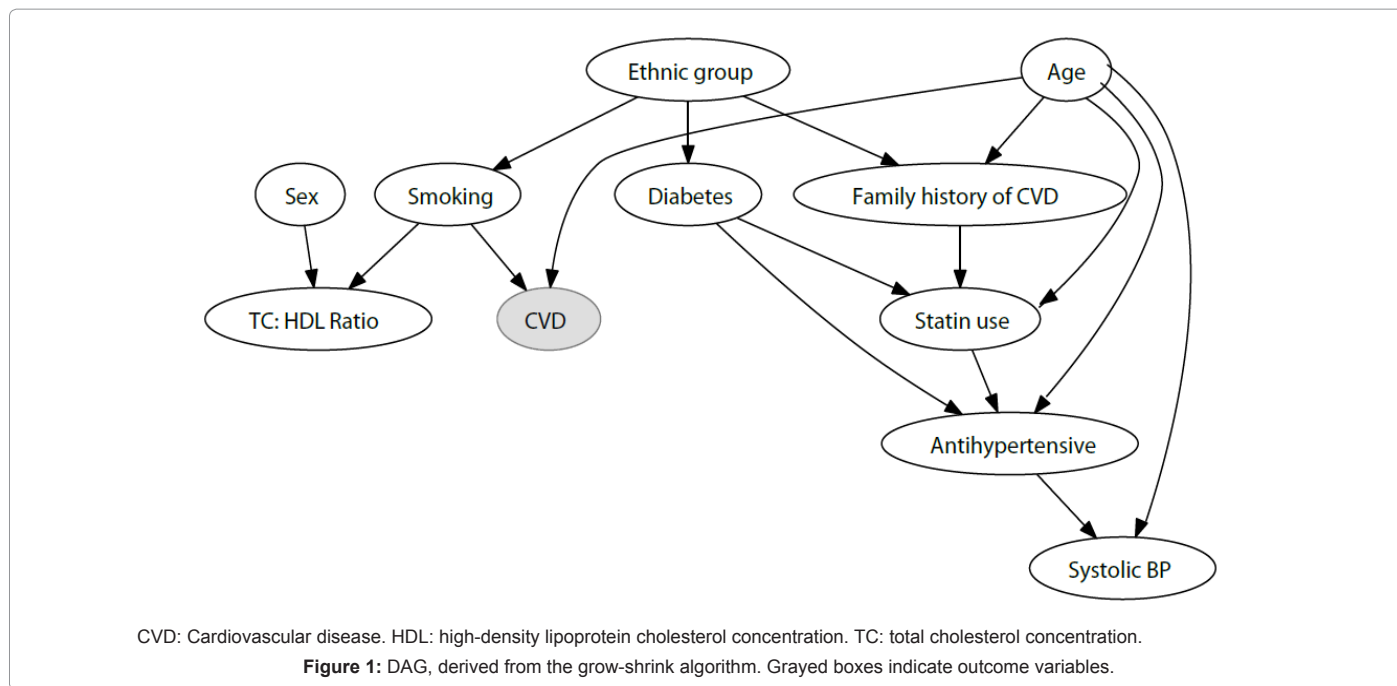 Ethnic group
Age
Sex
Smoking
Diabetes
Family history of CVD
TC: HDL Ratio
CVD
Statin use
Antihypertensive
Systolic BP
CVD: Cardiovascular disease. HDL: high-density lipoprotein cholesterol concentration. TC: total cholesterol concentration.
Figure 1: DAG, derived from the grow-shrink algorithm. Grayed boxes indicate outcome variables.